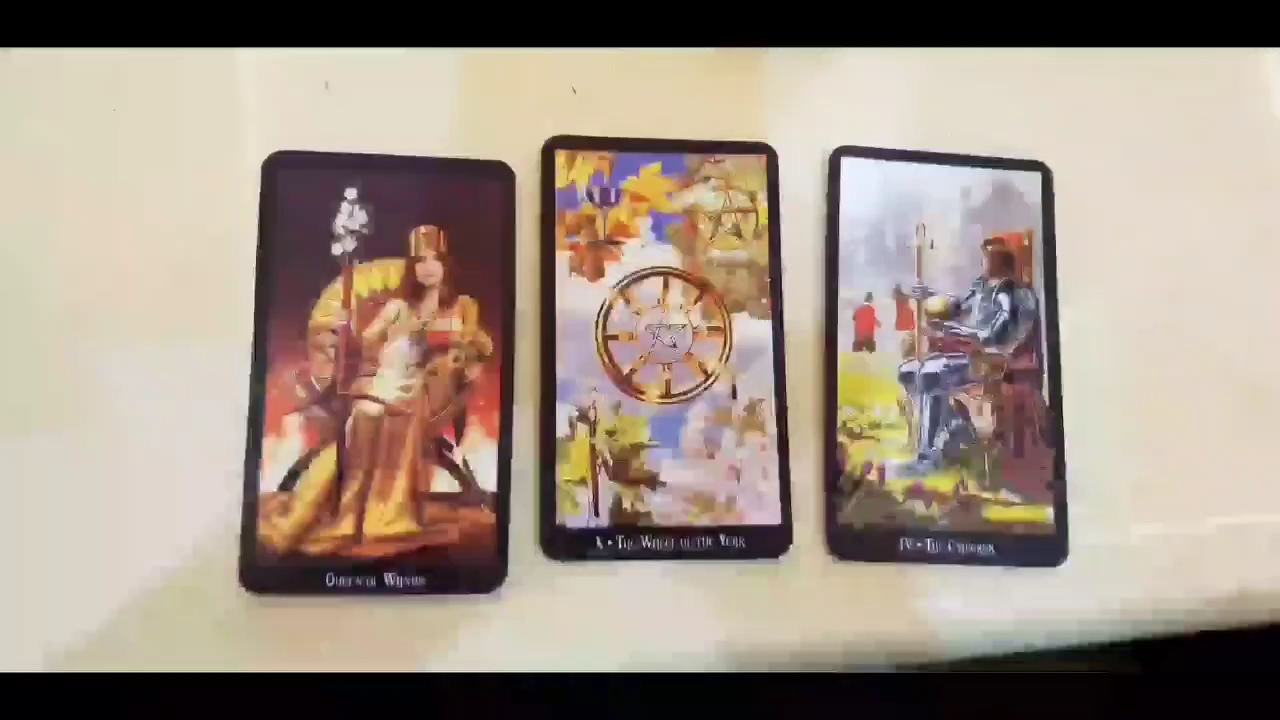 Queen of Wands
X • The Wheel of the Year
IV • The Emperor